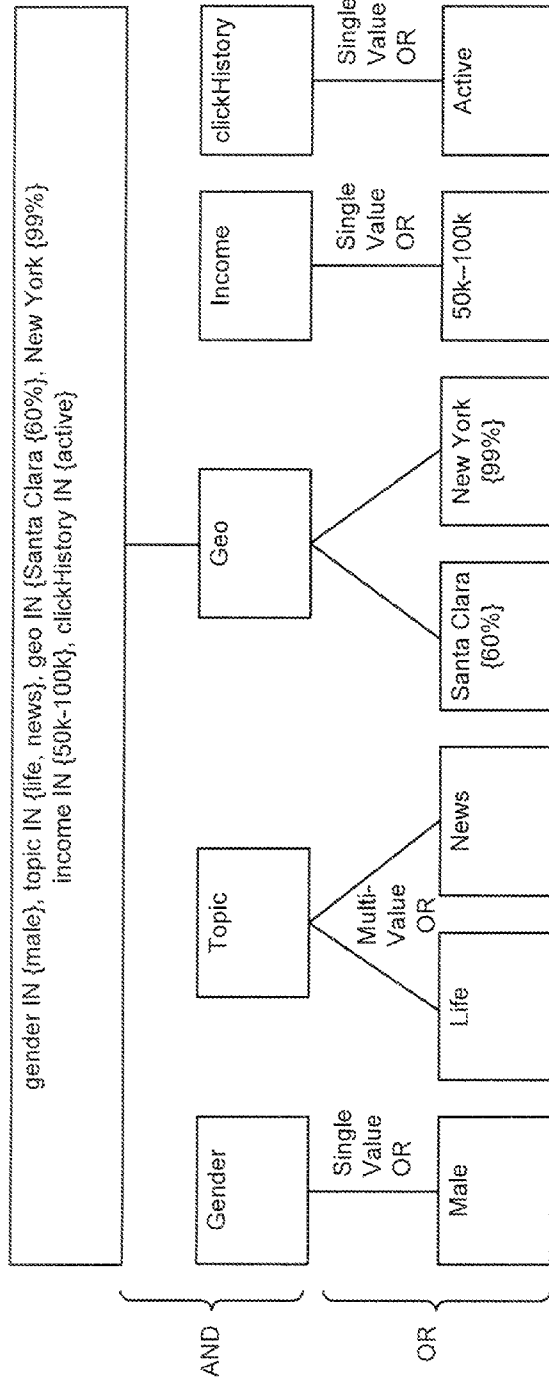 gender IN {male}, topic IN {life, news}, geo IN {Santa Clara {60%}, New York {99%}
income IN {50k-100k}, clickHistory IN {active}
AND
Gender
Topic
Geo
Income
clickHistory
OR
Single
Value
OR
Multi-
Value
OR
Single
Value
OR
Single
Value
OR
Male
Life
News
Santa Clara
{60%}
New York
{99%}
50k–100k
Active